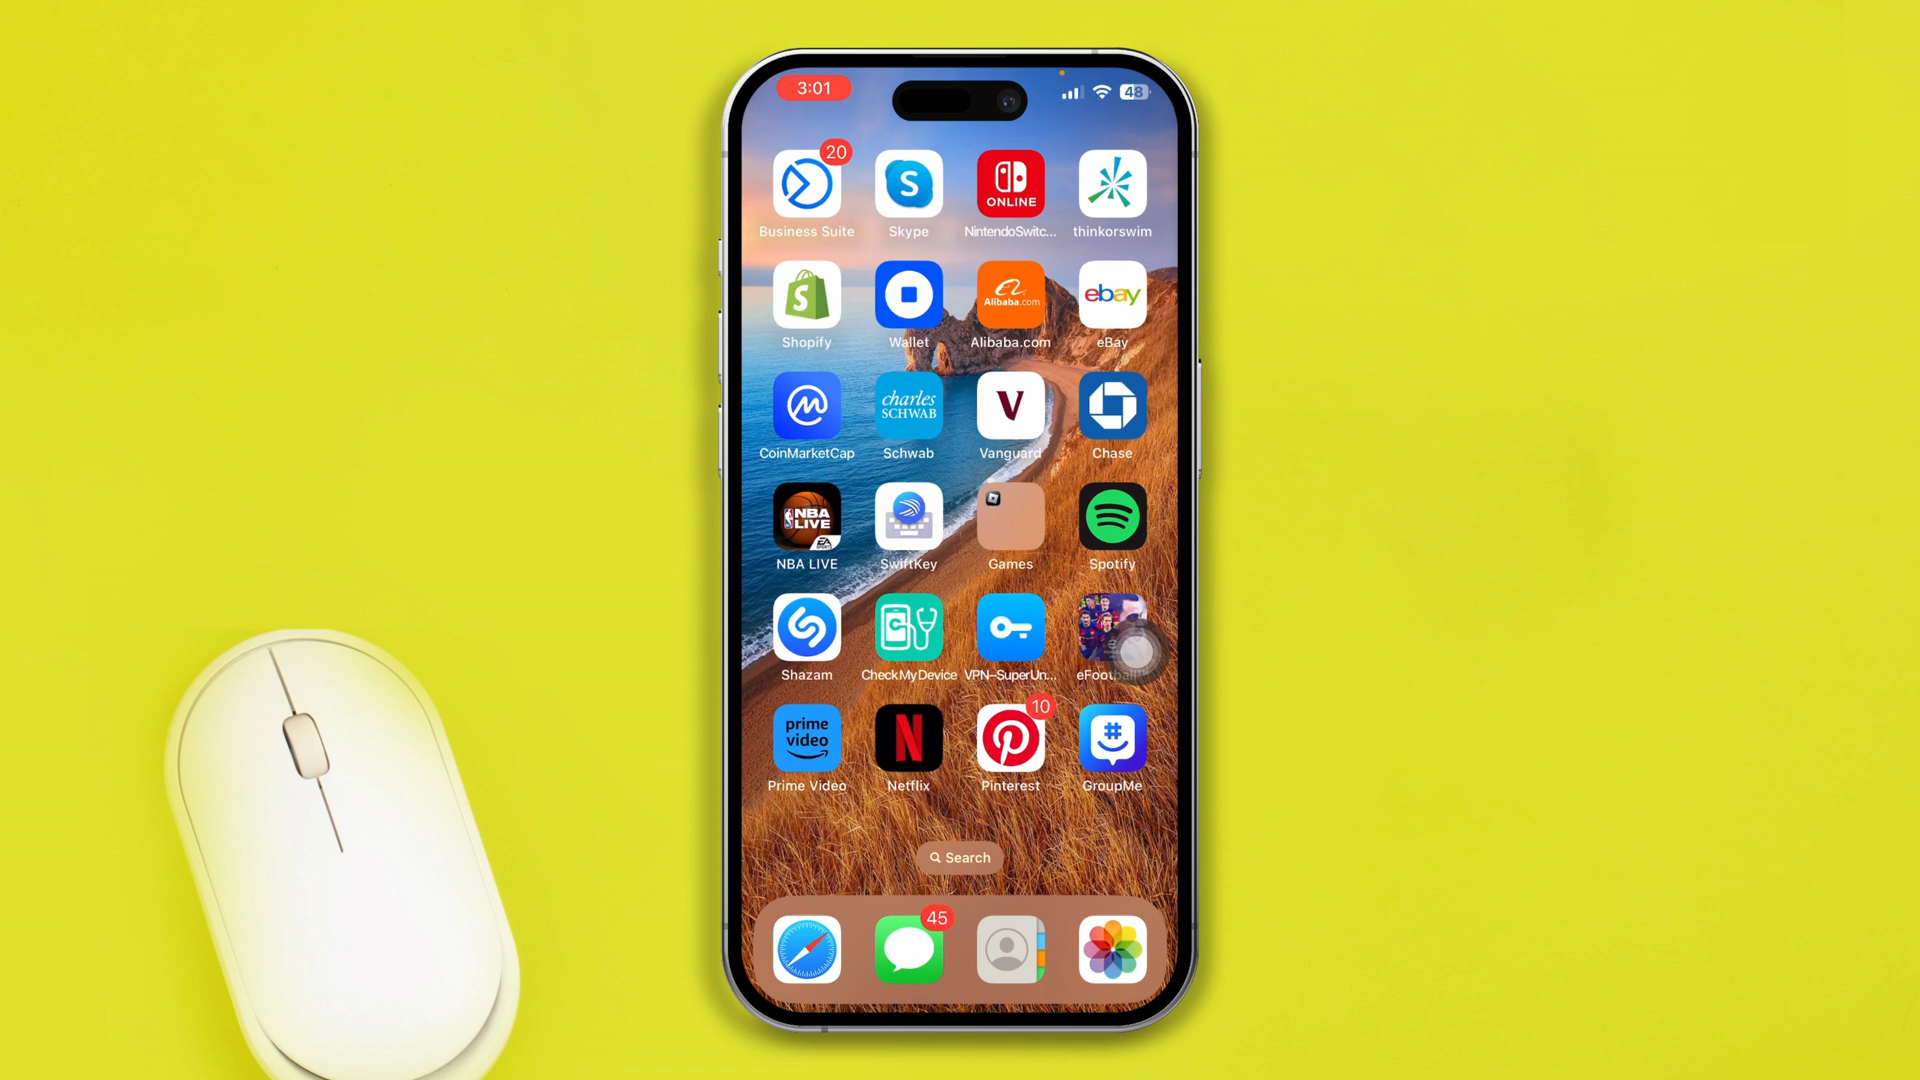 3:01
48
20
S
ONLINE
Business Suite
Skype
NintendoSwitc...
thinkorswim
S
Alibaba.com
ebay
Shopify
Wallet
Alibaba.com
eBay
charles
SCHWAB
V
CoinMarketCap
Schwab
Vanguard
Chase
NBA
LIVE
EA
SPORTS
NBA LIVE
SwiftKey
Games
Spotify
Shazam
CheckMyDevice
VPN–SuperUn...
10
prime
video
N
#
Prime Video
Netflix
Pinterest
GroupMe
Search
45